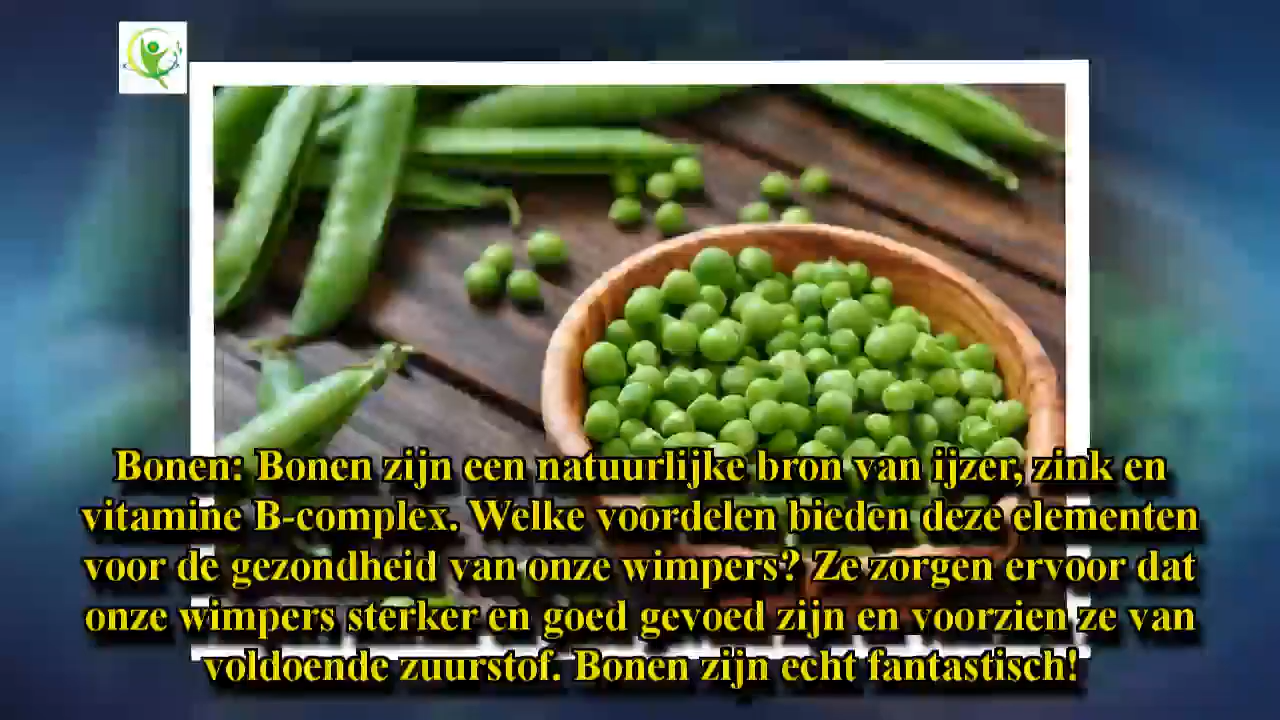 Bonen: Bonen zijn een natuurlijke bron van ijzer, zink en
vitamine B-complex. Welke voordelen bieden deze elementen
voor de gezondheid van onze wimpers? Ze zorgen ervoor dat
onze wimpers sterker en goed gevoed zijn en voorzien ze van
voldoende zuurstof. Bonen zijn echt fantastisch!